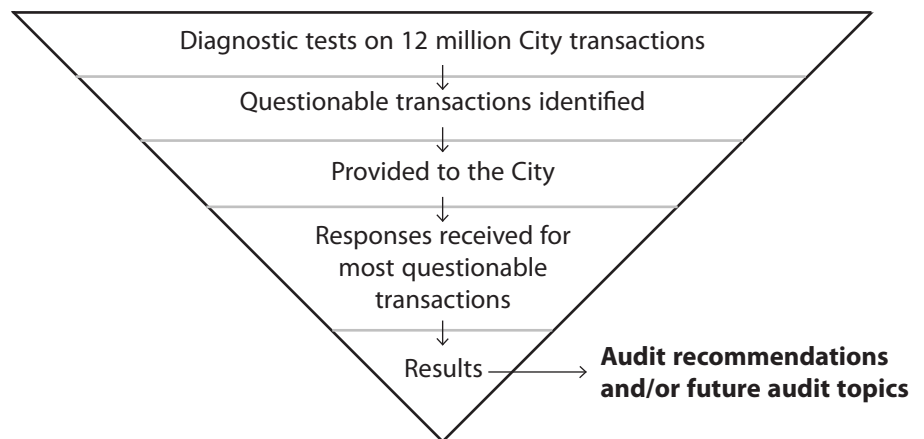 Diagnostic tests on 12 million City transactions
Questionable transactions identified
Provided to the City
Responses received for
most questionable
transactions
Results
Audit recommendations
and/or future audit topics